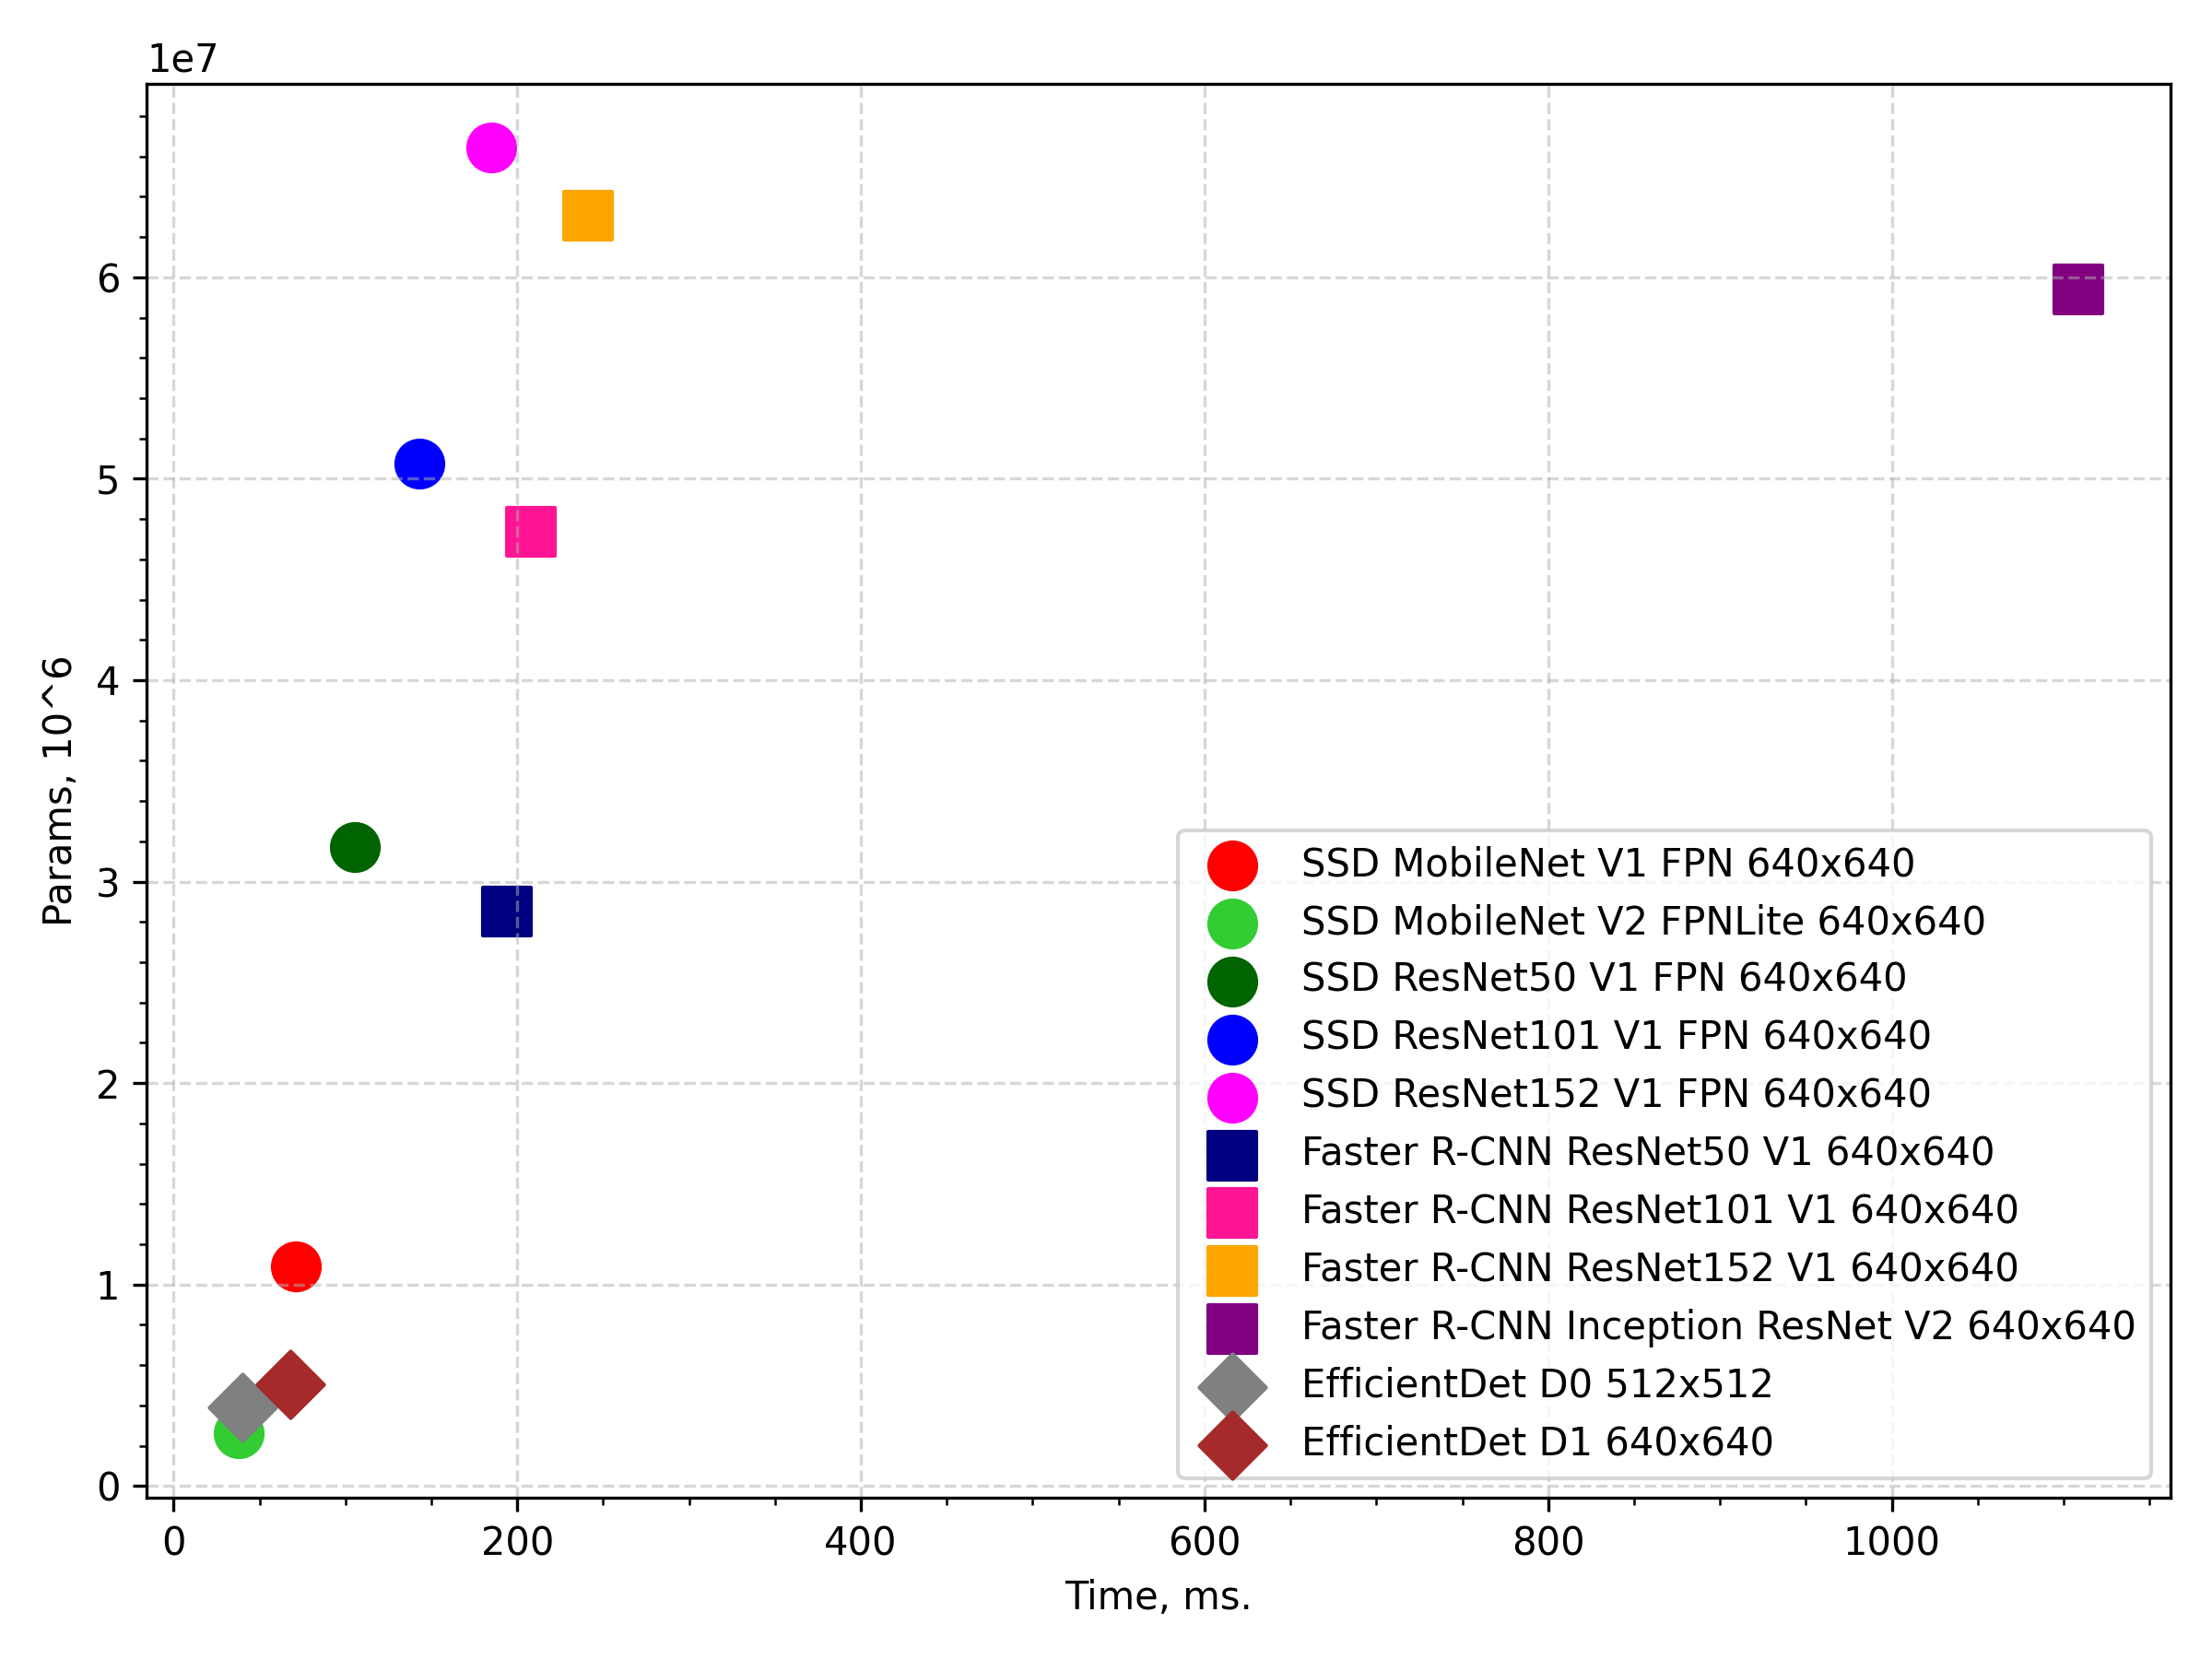 1e7
6
5
4
3
2
1
0
Params, 10^6
SSD MobileNet V1 FPN 640x640
SSD MobileNet V2 FPNLite 640x640
SSD ResNet50 V1 FPN 640x640
SSD ResNet101 V1 FPN 640x640
SSD ResNet152 V1 FPN 640x640
Faster R-CNN ResNet50 V1 640x640
Faster R-CNN ResNet101 V1 640x640
Faster R-CNN ResNet152 V1 640x640
Faster R-CNN Inception ResNet V2 640x640
EfficientDet D0 512x512
EfficientDet D1 640x640
0 200 400 600 800 1000
Time, ms.